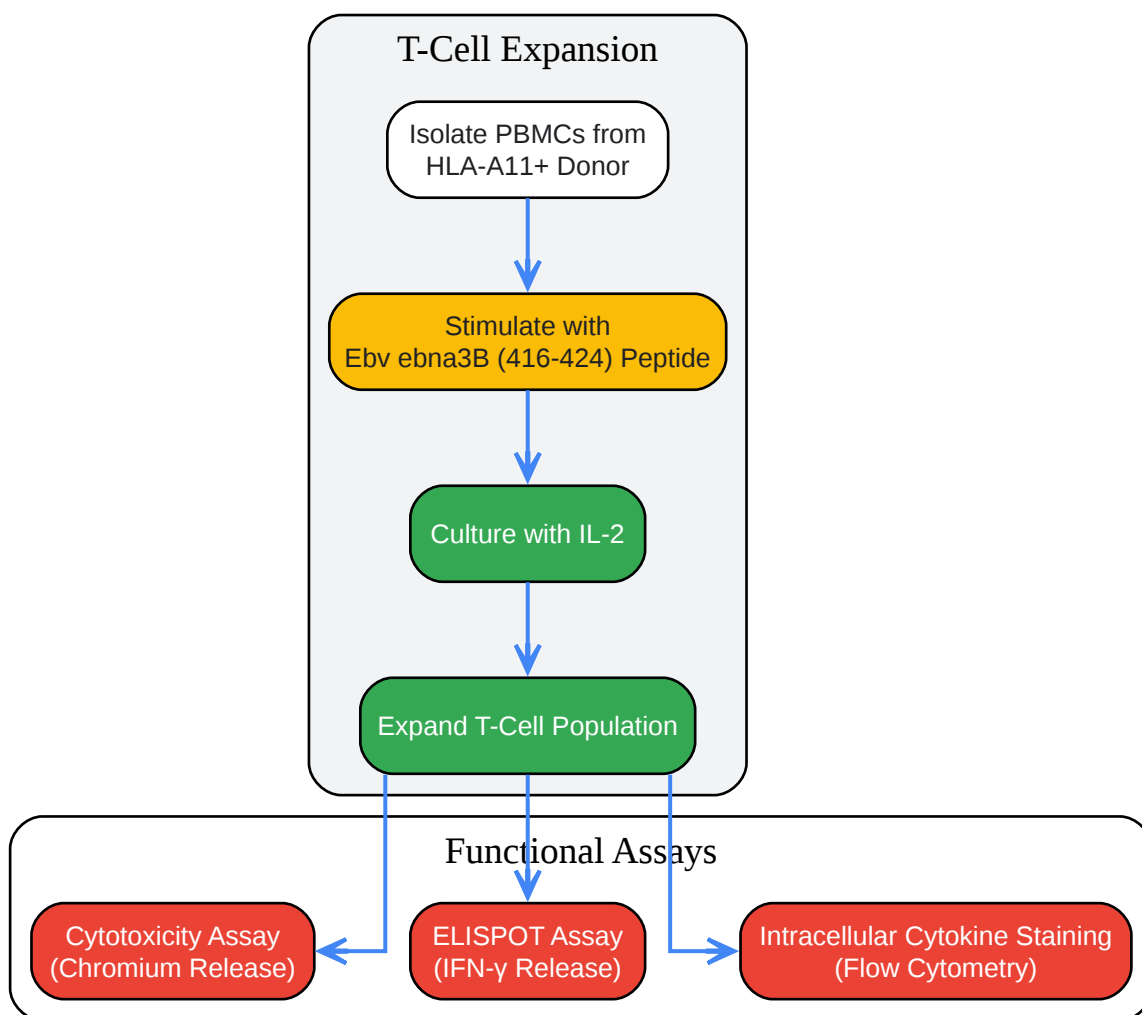 T-Cell Expansion
Isolate PBMCs from
HLA-A11+ Donor
Stimulate with
Ebv ebna3B (416-424) Peptide
Culture with IL-2
Expand T-Cell Population
Functional Assays
Cytotoxicity Assay
(Chromium Release)
ELISPOT Assay
(IFN-γ Release)
Intracellular Cytokine Staining
(Flow Cytometry)